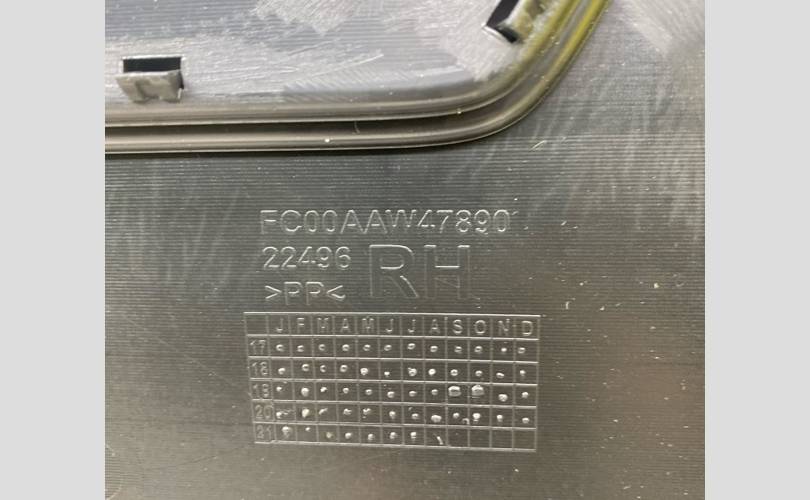 FC00AAW47890
22496 RH
>PP<
J F M A M J J A S O N D
17
18
19
20
21